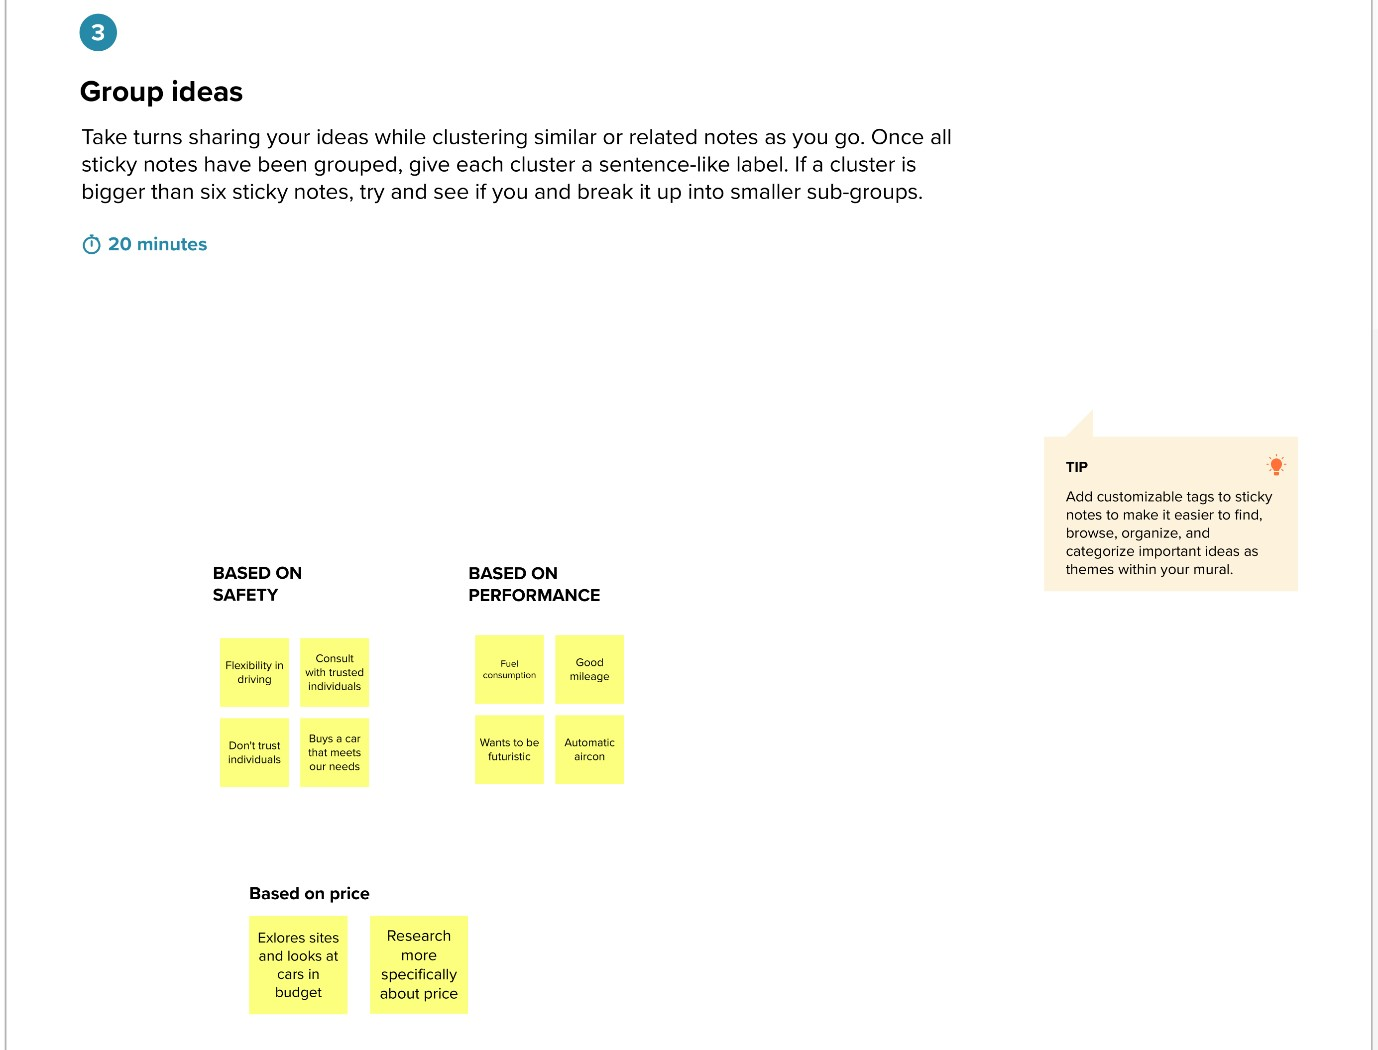 3
Group ideas
Take turns sharing your ideas while clustering similar or related notes as you go. Once all
sticky notes have been grouped, give each cluster a sentence-like label. If a cluster is
bigger than six sticky notes, try and see if you and break it up into smaller sub-groups.
20 minutes
TIP
Add customizable tags to sticky
notes to make it easier to find,
browse, organize, and
categorize important ideas as
themes within your mural.
BASED ON
SAFETY
Flexibility in
driving
Consult
with trusted
individuals
Don't trust
individuals
Buys a car
that meets
our needs
BASED ON
PERFORMANCE
Fuel
consumption
Good
mileage
Wants to be
futuristic
Automatic
aircon
Based on price
Exlores sites
and looks at
cars in
budget
Research
more
specifically
about price